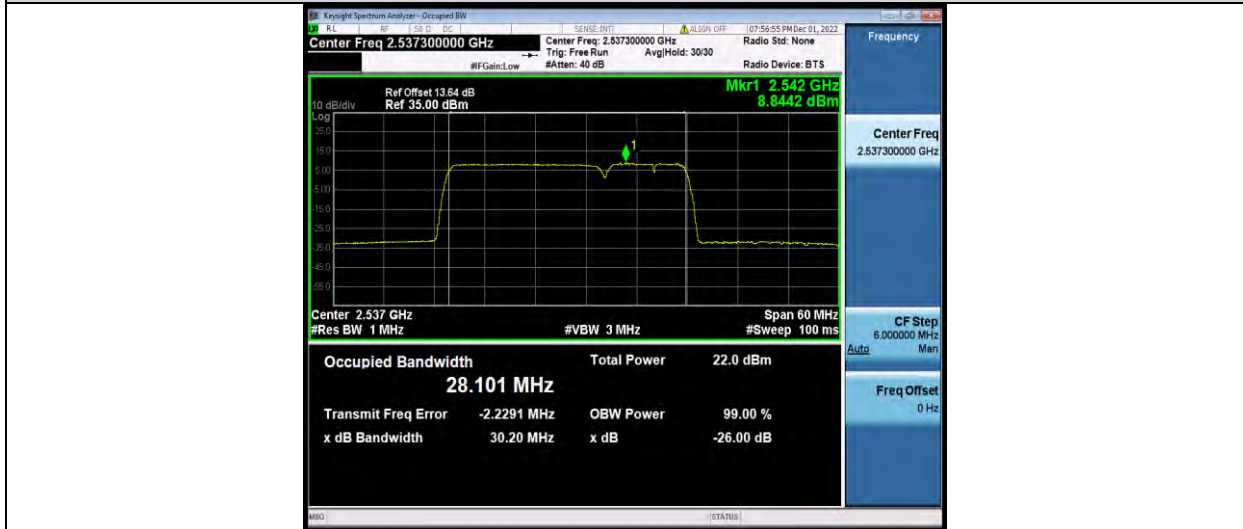 Keysight Spectrum Analyzer - Occupied BW
RL RF 50 Ω DC SENSE:INT ALIGN OFF 07:56:55 PM Dec 01, 2022
Center Freq 2.537300000 GHz
Center Freq: 2.537300000 GHz
Radio Std: None
Trig: Free Run Avg|Hold: 30/30
#IFGain:Low #Atten: 40 dB Radio Device: BTS
Frequency
Mkr1 2.542 GHz
8.8442 dBm
Ref Offset 13.64 dB
10 dB/div Ref 35.00 dBm
Log
25.0
15.0
5.00
-5.00
-15.0
-25.0
-35.0
-45.0
-55.0
1
Center 2.537 GHz Span 60 MHz
#Res BW 1 MHz #VBW 3 MHz #Sweep 100 ms
Center Freq
2.537300000 GHz
CF Step
6.000000 MHz
Auto Man
Freq Offset
0 Hz
Occupied Bandwidth Total Power 22.0 dBm
28.101 MHz
Transmit Freq Error -2.2291 MHz OBW Power 99.00 %
x dB Bandwidth 30.20 MHz x dB -26.00 dB
MSG STATUS